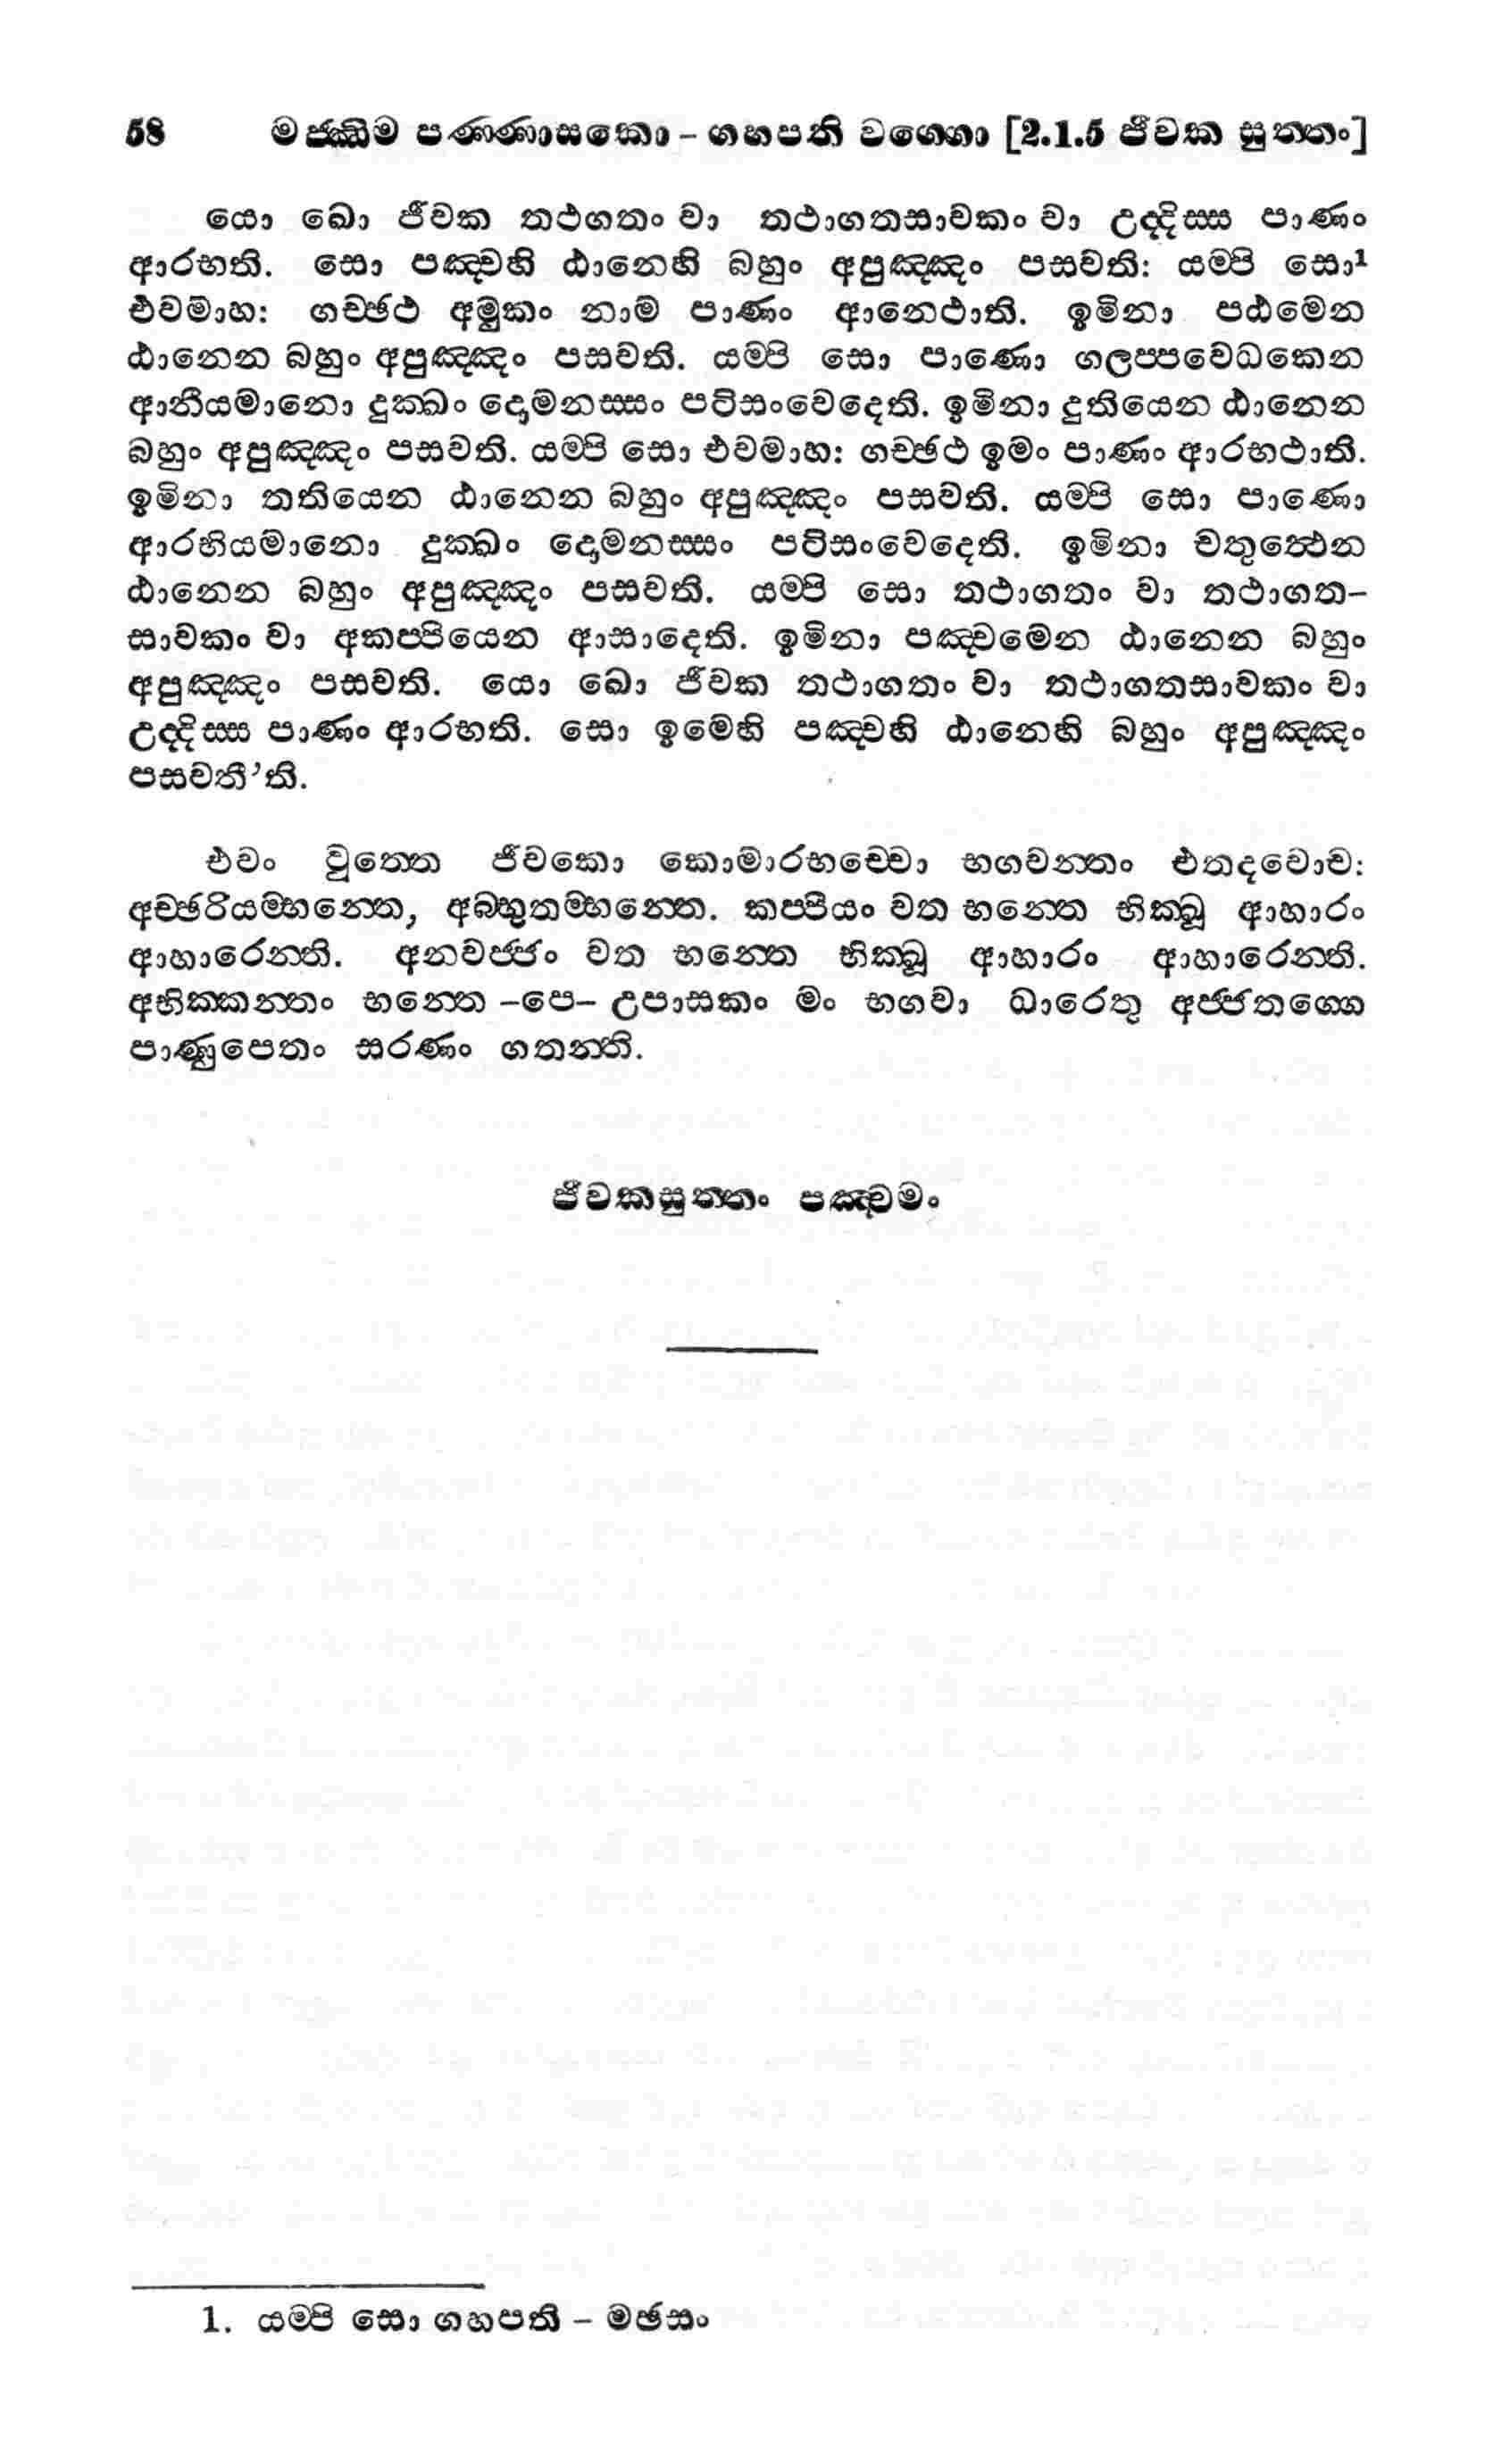 58 මජ්ඣිම පණ්ණාසකො – ගහපති වග්ගො [2.1.5 ජීවක සුත්තං]
යො ඛො ජීවක තථාගතං වා තථාගතසාවකං වා උද්දිස්ස පාණං
ආරභති. සො පඤ්චහි ඨානෙහි බහුං අපුඤ්ඤං පසවති: යම්පි සො¹
එවමාහ: ගච්ඡථ අමුකං නාම පාණං ආනෙථාති. ඉමිනා පඨමෙන
ඨානෙන බහුං අපුඤ්ඤං පසවති. යම්පි සො පාණො ගලප්පවෙධකෙන
ආනීයමානො දුක්ඛං දොමනස්සං පටිසංවෙදෙති. ඉමිනා දුතියෙන ඨානෙන
බහුං අපුඤ්ඤං පසවති. යම්පි සො එවමාහ: ගච්ඡථ ඉමං පාණං ආරභථාති.
ඉමිනා තතියෙන ඨානෙන බහුං අපුඤ්ඤං පසවති. යම්පි සො පාණො
ආරභියමානො දුක්ඛං දොමනස්සං පටිසංවෙදෙති. ඉමිනා චතුත්ථෙන
ඨානෙන බහුං අපුඤ්ඤං පසවති. යම්පි සො තථාගතං වා තථාගත–
සාවකං වා අකප්පියෙන ආසාදෙති. ඉමිනා පඤ්චමෙන ඨානෙන බහුං
අපුඤ්ඤං පසවති. යො ඛො ජීවක තථාගතං වා තථාගතසාවකං වා
උද්දිස්ස පාණං ආරභති. සො ඉමෙහි පඤ්චහි ඨානෙහි බහුං අපුඤ්ඤං
පසවතී’ති.
එවං වුත්තෙ ජීවකො කොමාරභච්චො භගවන්තං එතදවොච:
අච්ඡරියම්භන්තෙ, අබ්භුතම්භන්තෙ. කප්පියං වත භන්තෙ භික්ඛූ ආහාරං
ආහාරෙන්ති. අනවජ්ජං වත භන්තෙ භික්ඛූ ආහාරං ආහාරෙන්ති.
අභික්කන්තං භන්තෙ –පෙ– උපාසකං මං භගවා ධාරෙතු අජ්ජතග්ගෙ
පාණුපෙතං සරණං ගතන්ති.
ජීවකසුත්තං පඤ්චමං
1. යම්පි සො ගහපති – මඡසං